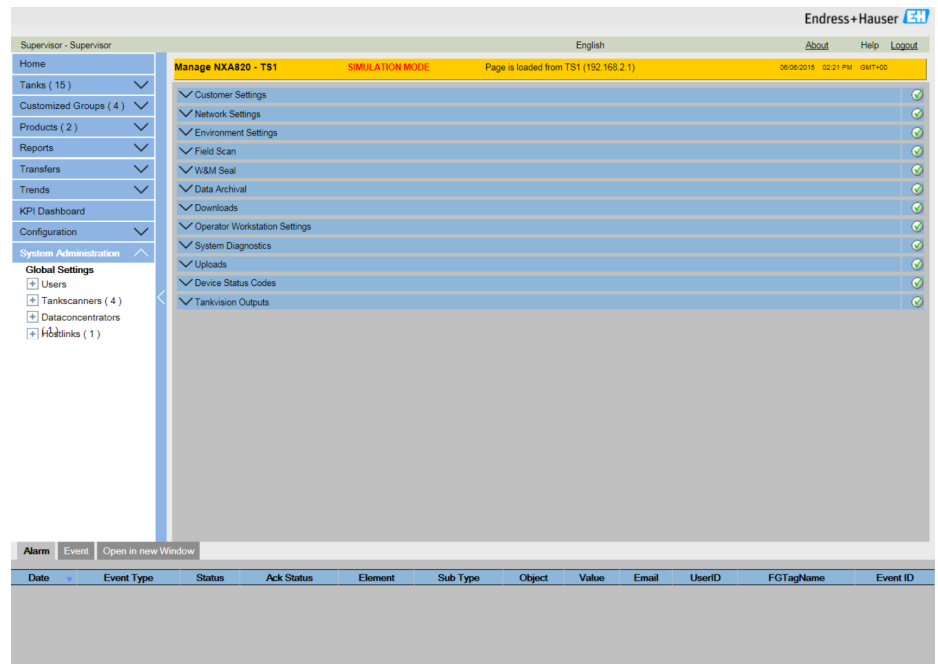 Endress+Hauser EH
Supervisor - Supervisor English About Help Logout
Home
Tanks ( 15 )
Customized Groups ( 4 )
Products ( 2 )
Reports
Transfers
Trends
KPI Dashboard
Configuration
System Administration
Global Settings
Users
Tankscanners ( 4 )
Dataconcentrators
( 1 )
Hostlinks ( 1 )
Manage NXA820 - TS1 SIMULATION MODE Page is loaded from TS1 (192.168.2.1) 06/06/2015 02:21 PM GMT+00
Customer Settings
Network Settings
Environment Settings
Field Scan
W&M Seal
Data Archival
Downloads
Operator Workstation Settings
System Diagnostics
Uploads
Device Status Codes
Tankvision Outputs
Alarm Event Open in new Window
Date Event Type Status Ack Status Element Sub Type Object Value Email UserID FGTagName Event ID